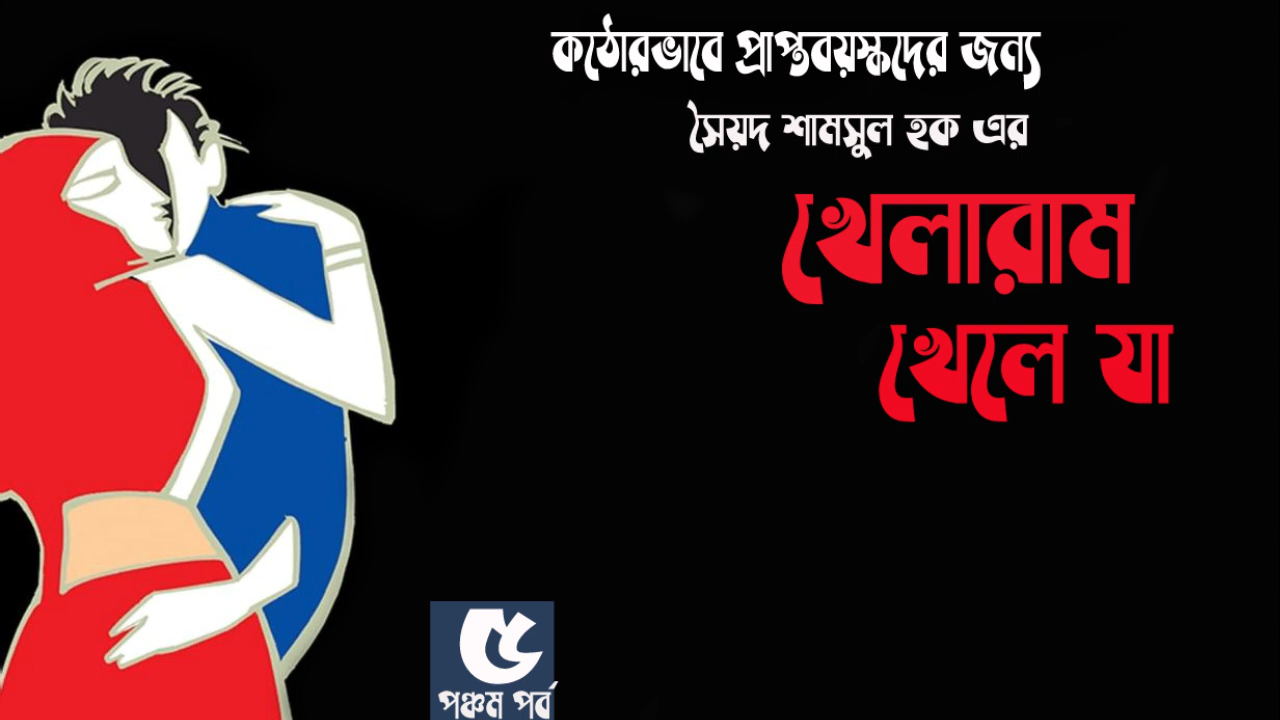 কঠোরভাবে প্রাপ্তবয়স্কদের জন্য
সৈয়দ শামসুল হক এর
খেলারাম
খেলে যা
৫
পঞ্চম পর্ব